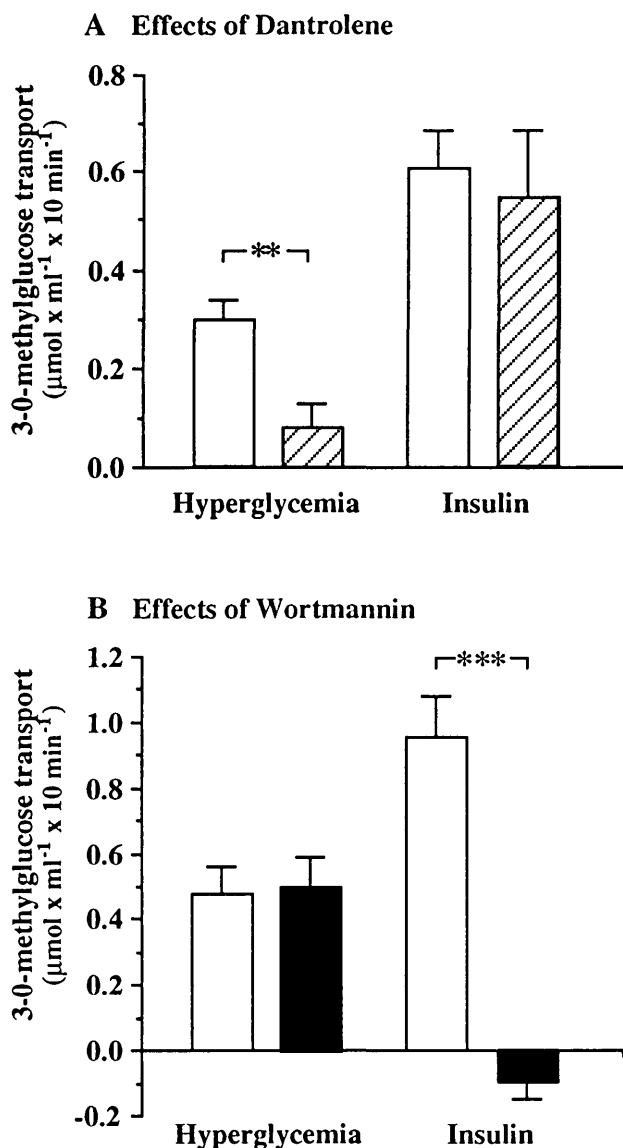 A Effects of Dantrolene
3-0-methylglucose transport
(μmol x ml⁻¹ x 10 min⁻¹)
0.8
0.6
0.4
0.2
0.0
**
Hyperglycemia Insulin
B Effects of Wortmannin
3-0-methylglucose transport
(μmol x ml⁻¹ x 10 min⁻¹)
1.2
1.0
0.8
0.6
0.4
0.2
0.0
-0.2
***
Hyperglycemia Insulin